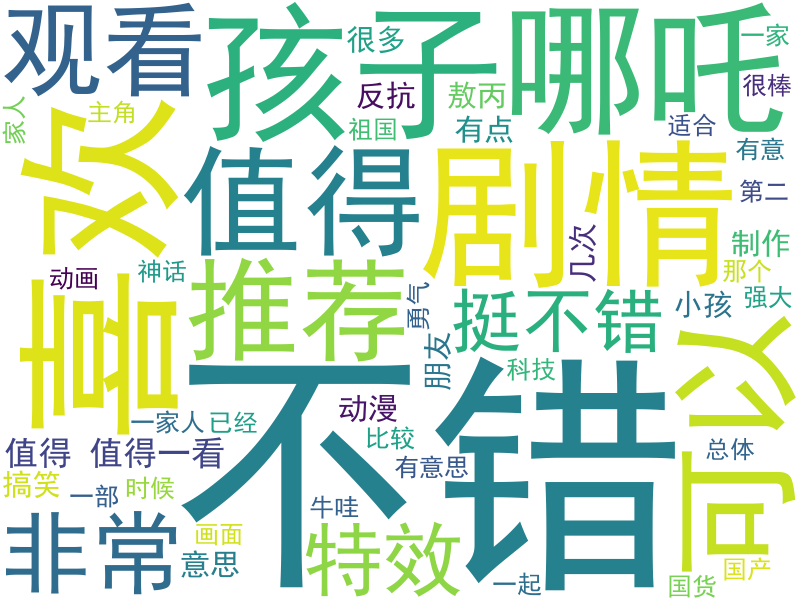 观看
孩子
哪吒
很多
一家
很棒
反抗
敖丙
家人
主角
祖国
有点
适合
有意
喜欢
值得
剧情
第二
几次
制作
神话
动画
推荐
那个
勇气
挺不错
小孩
强大
可以
朋友
不错
科技
动漫
一家人
已经
比较
总体
值得 值得一看
有意思
搞笑
一部
时候
牛哇
非常
画面
特效
意思
一起
国货
国产